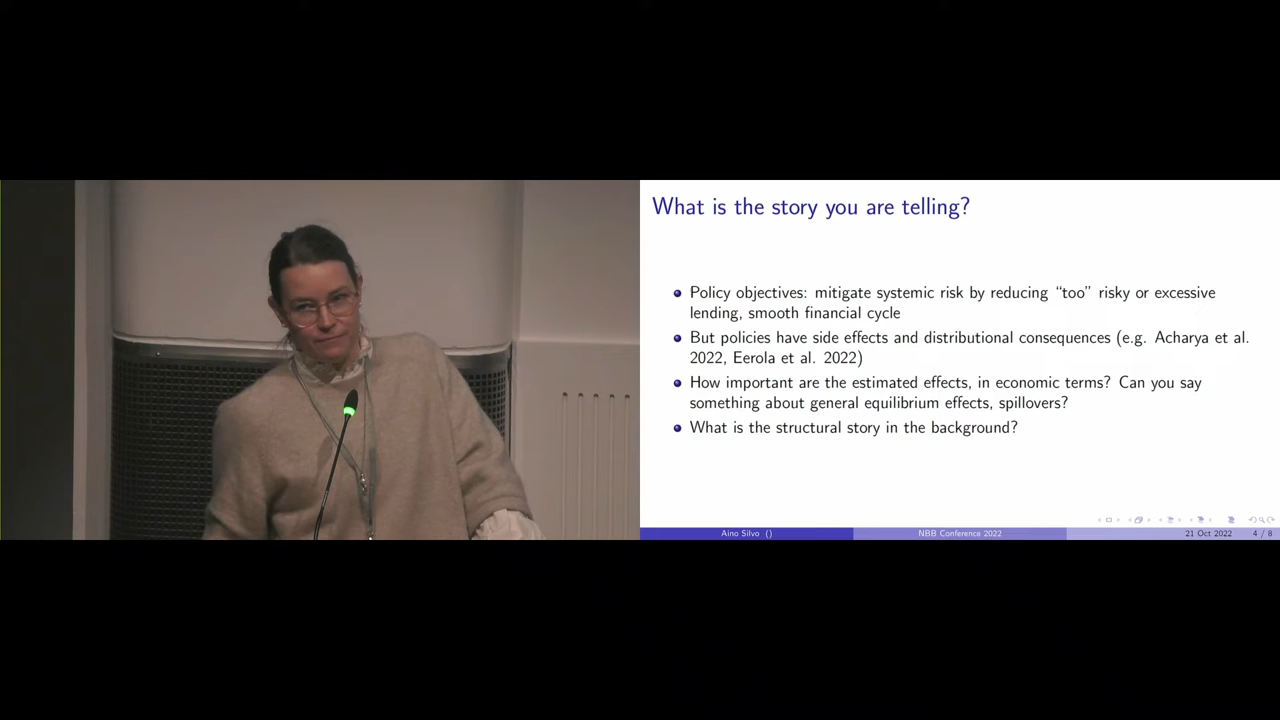 What is the story you are telling?
Policy objectives: mitigate systemic risk by reducing “too” risky or excessive
lending, smooth financial cycle
But policies have side effects and distributional consequences (e.g. Acharya et al.
2022, Eerola et al. 2022)
How important are the estimated effects, in economic terms? Can you say
something about general equilibrium effects, spillovers?
What is the structural story in the background?
Aino Silvo ()
NBB Conference 2022
21 Oct 2022
4 / 8